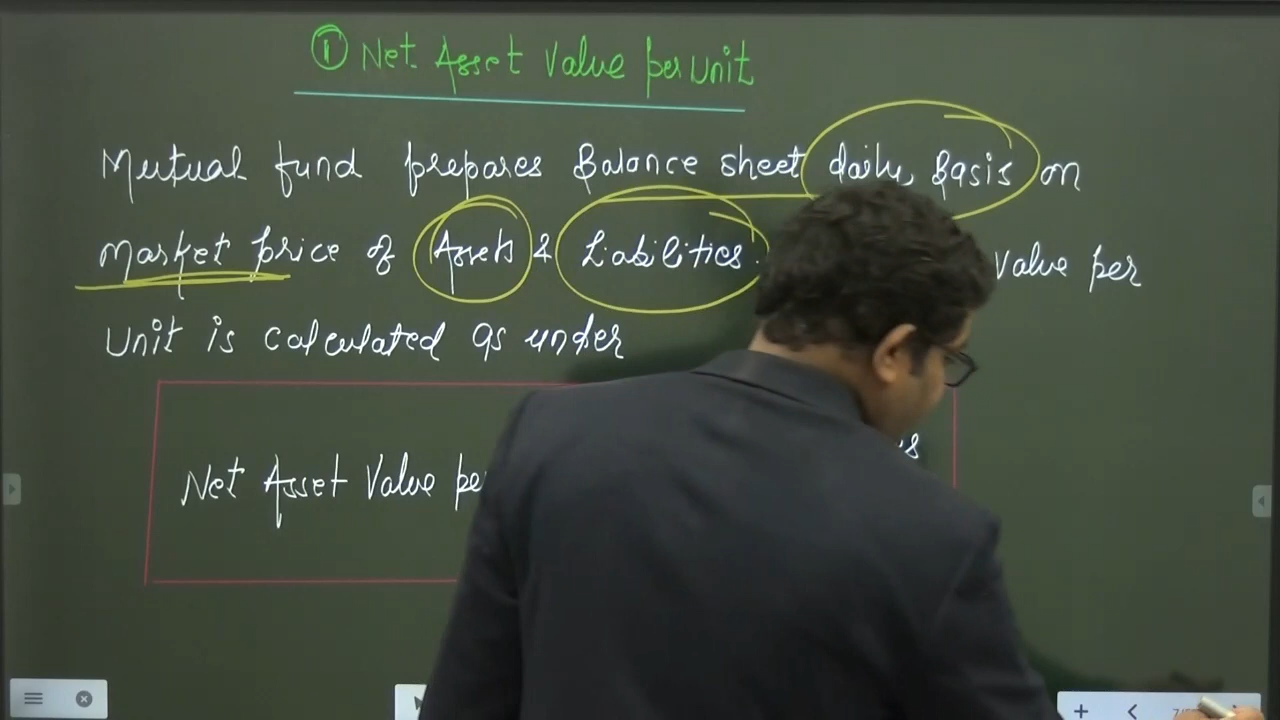 ① Net Asset Value per Unit
Mutual fund prepares Balance sheet daily Basis on
Market price of Assets & Liabilities. Value per
Unit is calculated as under
Net Asset Value